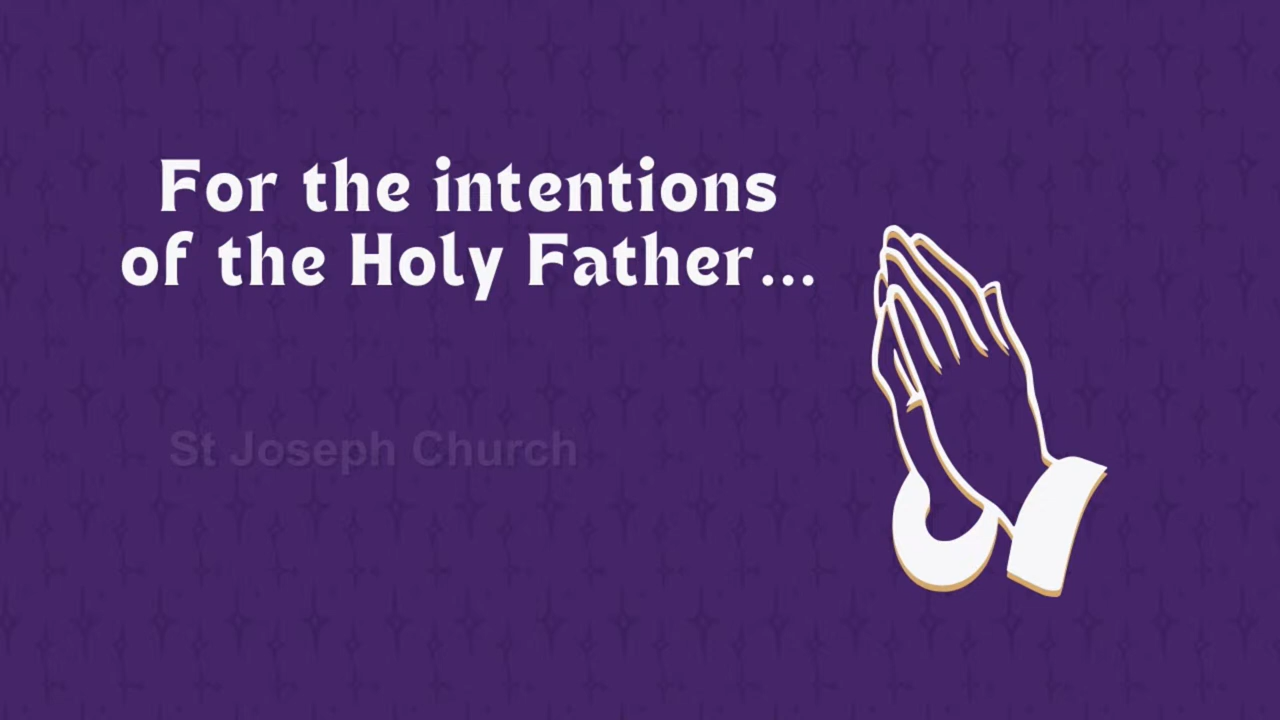 For the intentions
of the Holy Father...
St Joseph Church